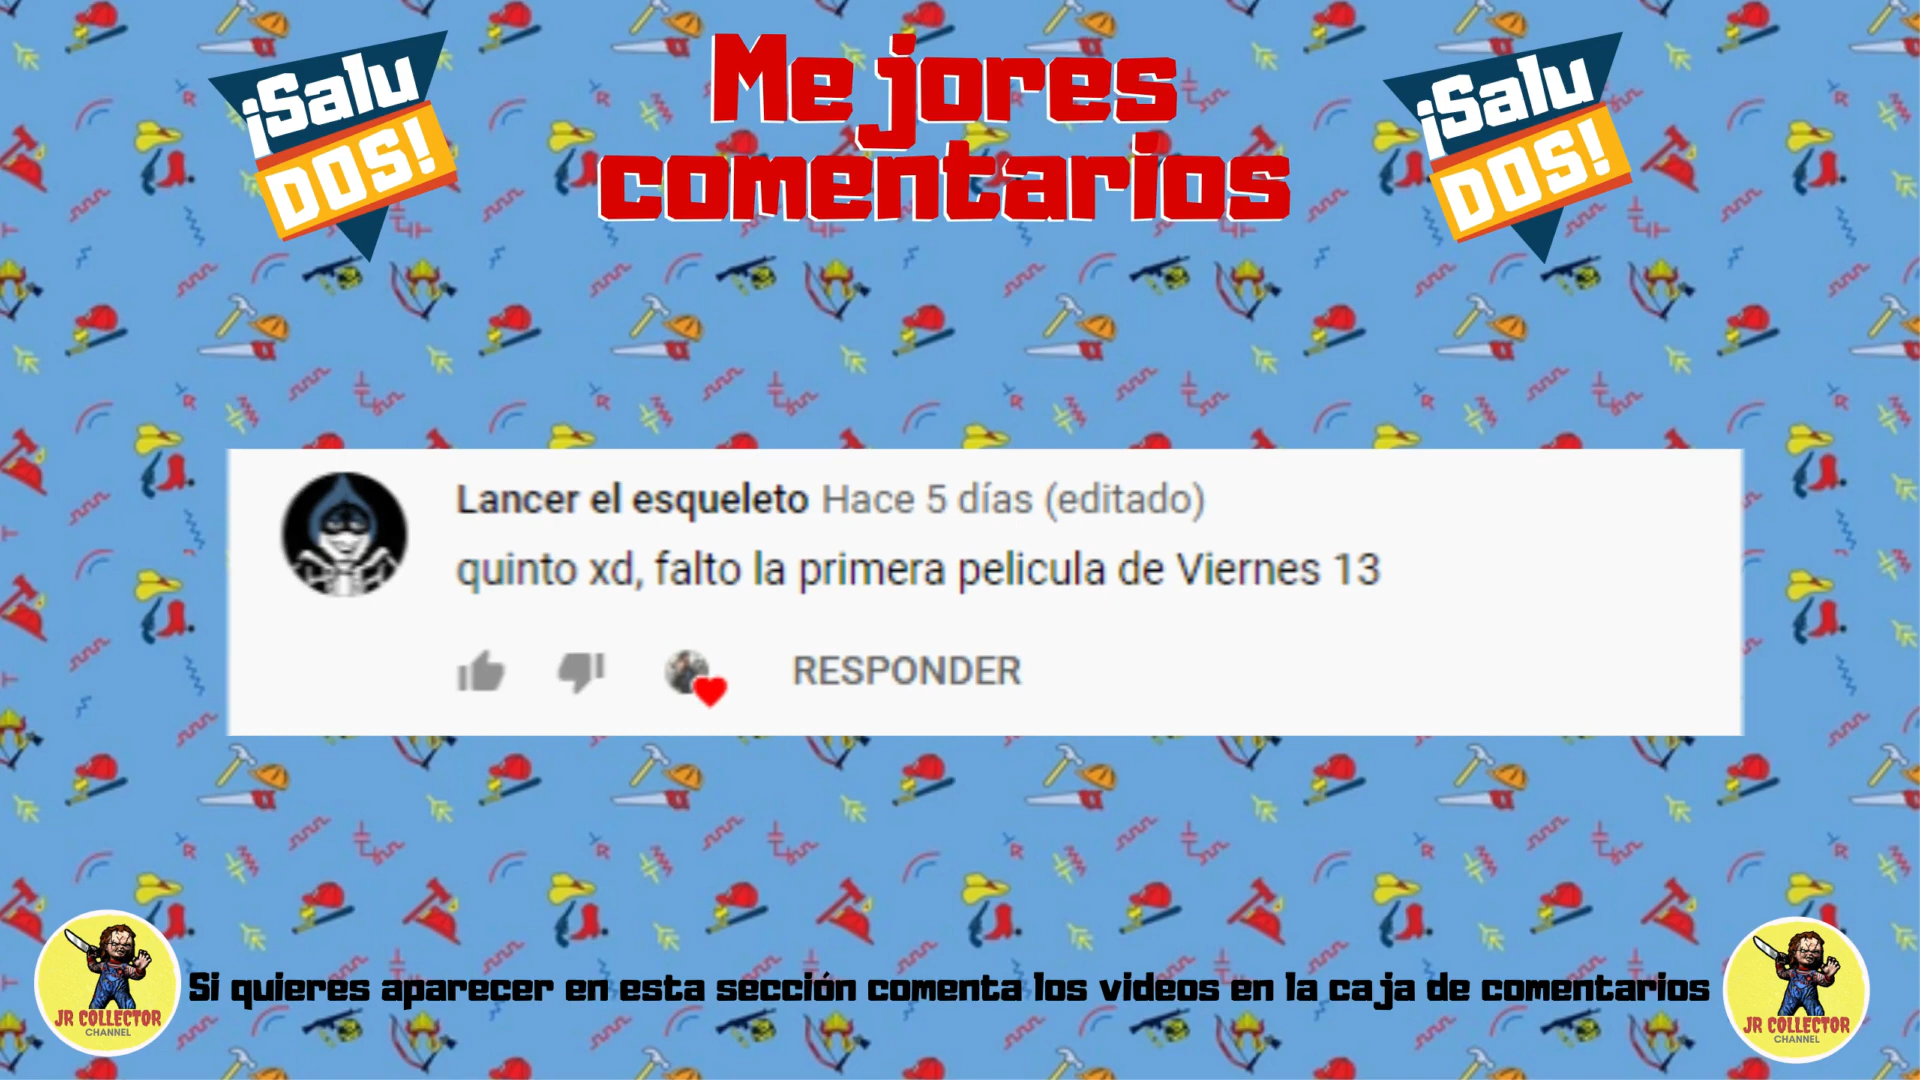 ¡Salu
DOS!
Mejores
comentarios
¡Salu
DOS!
Lancer el esqueleto Hace 5 días (editado)
quinto xd, falto la primera pelicula de Viernes 13
RESPONDER
JR COLLECTOR
CHANNEL
Si quieres aparecer en esta sección comenta los videos en la caja de comentarios
JR COLLECTOR
CHANNEL